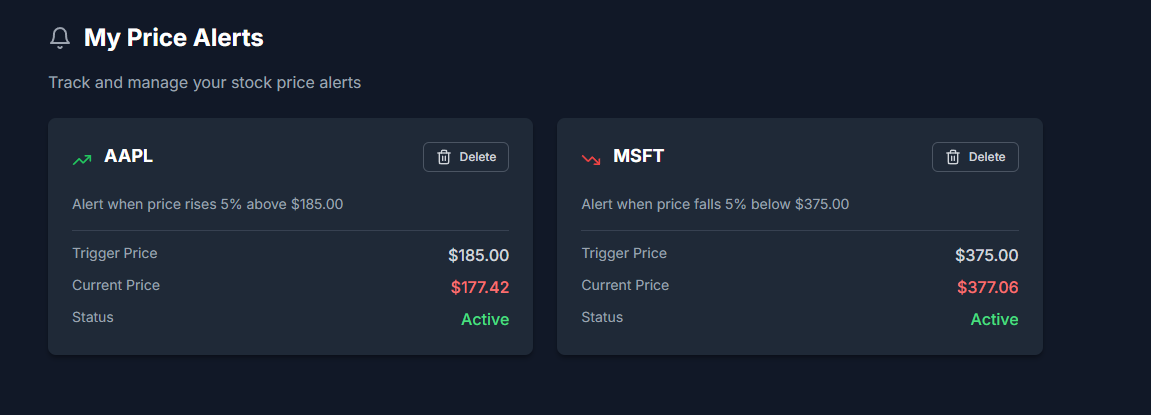 My Price Alerts
Track and manage your stock price alerts
AAPL
Delete
Alert when price rises 5% above $185.00
Trigger Price $185.00
Current Price $177.42
Status Active
MSFT
Delete
Alert when price falls 5% below $375.00
Trigger Price $375.00
Current Price $377.06
Status Active